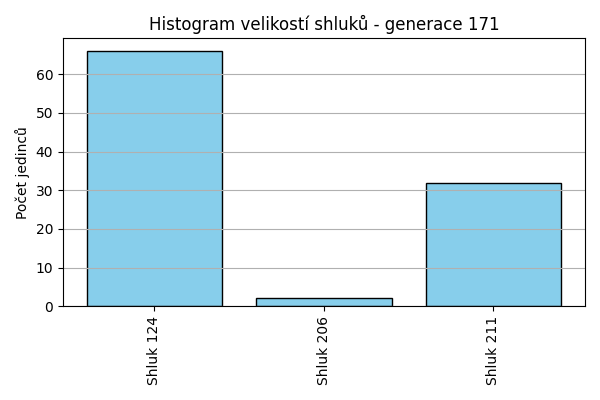 Histogram velikostí shluků - generace 171
Počet jedinců
60
50
40
30
20
10
0
Shluk 124
Shluk 206
Shluk 211